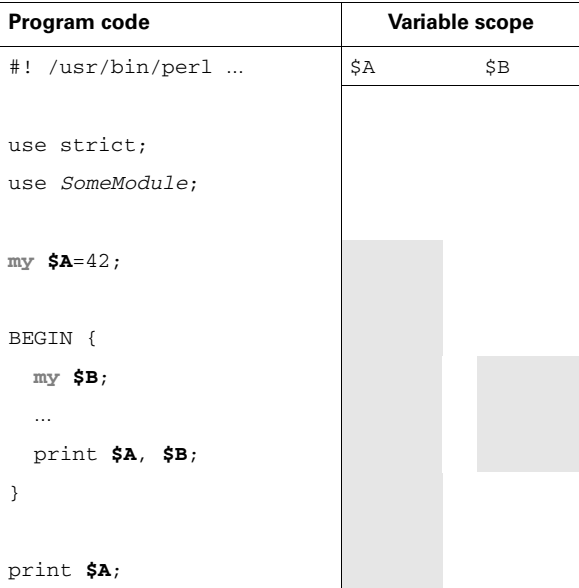 Program code Variable scope
#! /usr/bin/perl … $A $B
use strict;
use SomeModule;
my $A=42;
BEGIN {
my $B;
…
print $A, $B;
}
print $A;